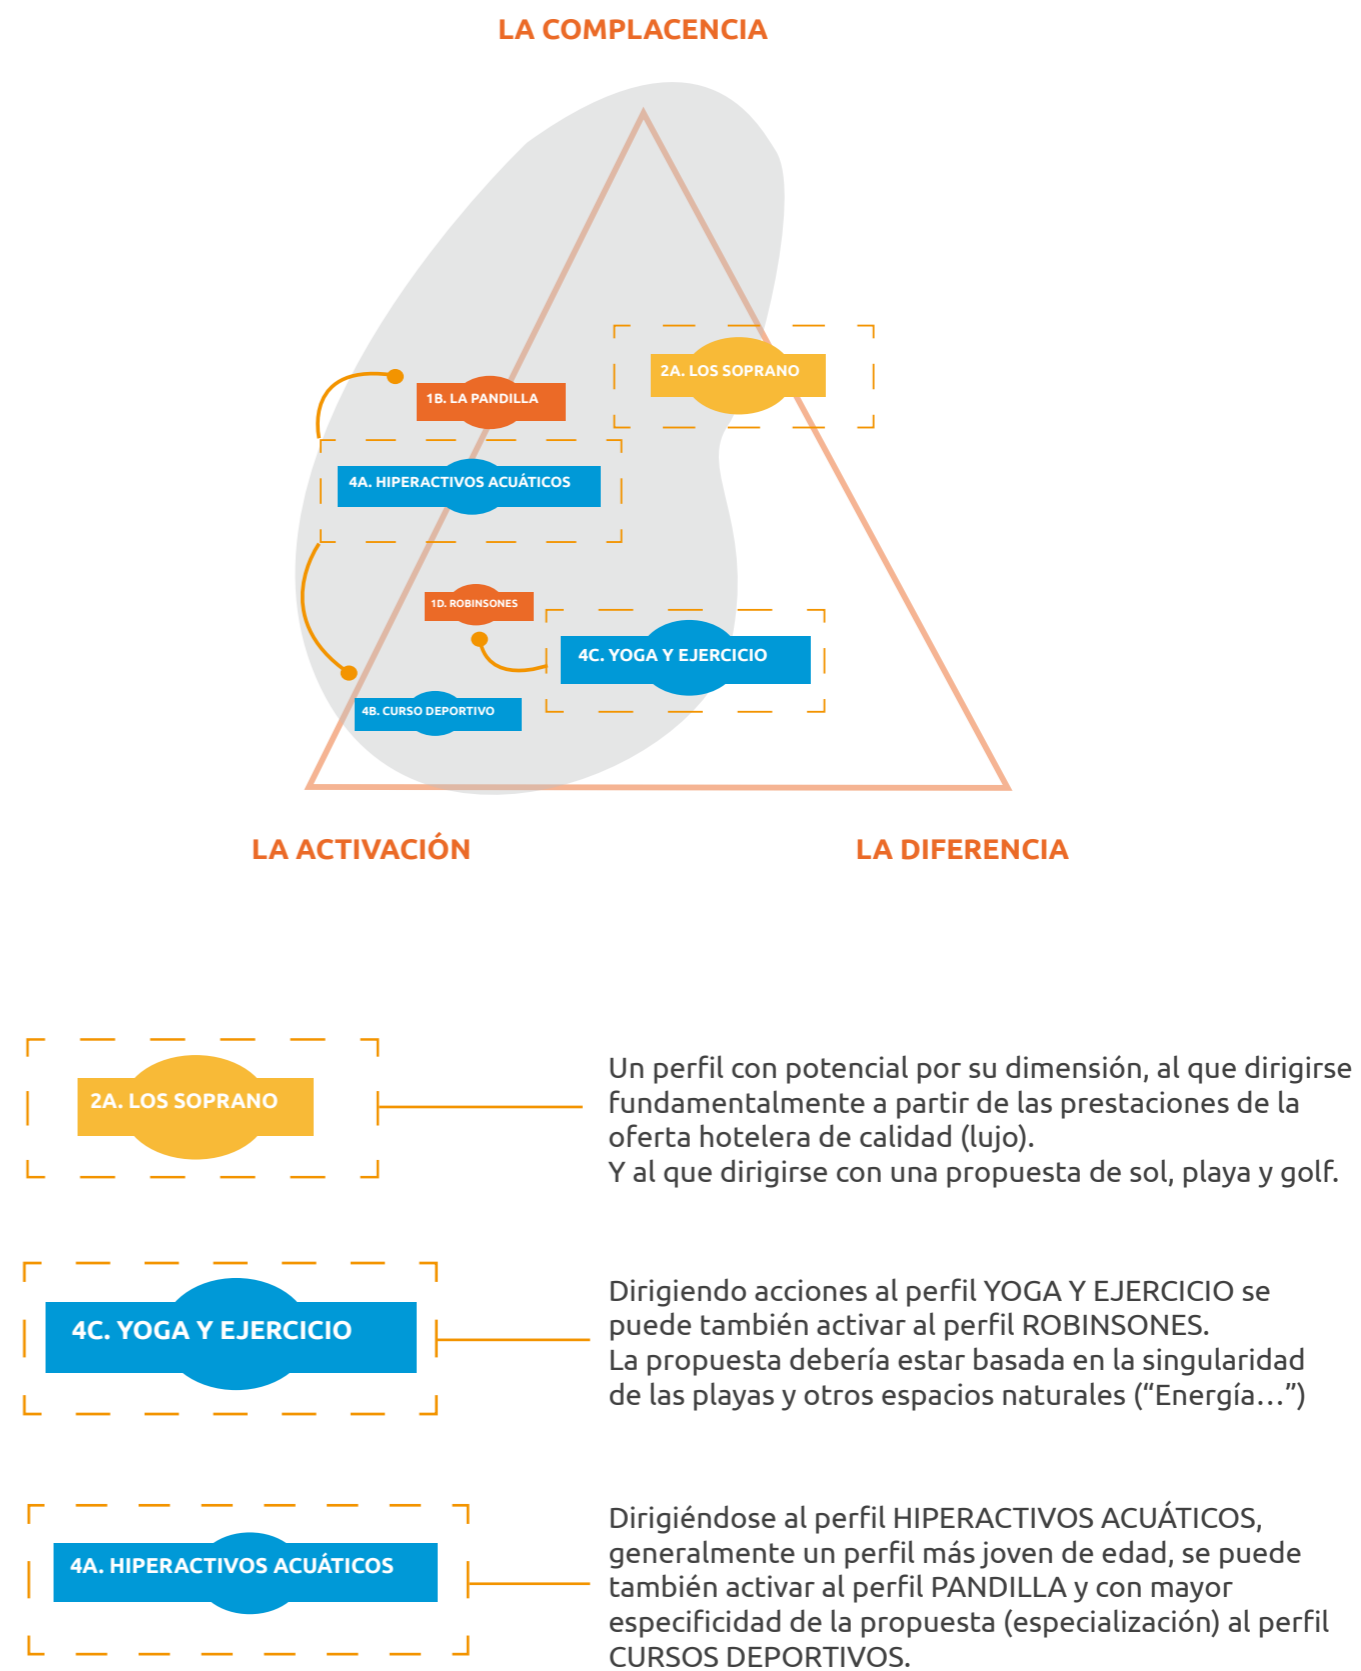 LA COMPLACENCIA
2A. LOS SOPRANO
1B. LA PANDILLA
4A. HIPERACTIVOS ACUÁTICOS
1D. ROBINSONES
4C. YOGA Y EJERCICIO
4B. CURSO DEPORTIVO
LA ACTIVACIÓN
LA DIFERENCIA
2A. LOS SOPRANO
Un perfil con potencial por su dimensión, al que dirigirse
fundamentalmente a partir de las prestaciones de la
oferta hotelera de calidad (lujo).
Y al que dirigirse con una propuesta de sol, playa y golf.
4C. YOGA Y EJERCICIO
Dirigiendo acciones al perfil YOGA Y EJERCICIO se
puede también activar al perfil ROBINSONES.
La propuesta debería estar basada en la singularidad
de las playas y otros espacios naturales (“Energía…”)
4A. HIPERACTIVOS ACUÁTICOS
Dirigiéndose al perfil HIPERACTIVOS ACUÁTICOS,
generalmente un perfil más joven de edad, se puede
también activar al perfil PANDILLA y con mayor
especificidad de la propuesta (especialización) al perfil
CURSOS DEPORTIVOS.